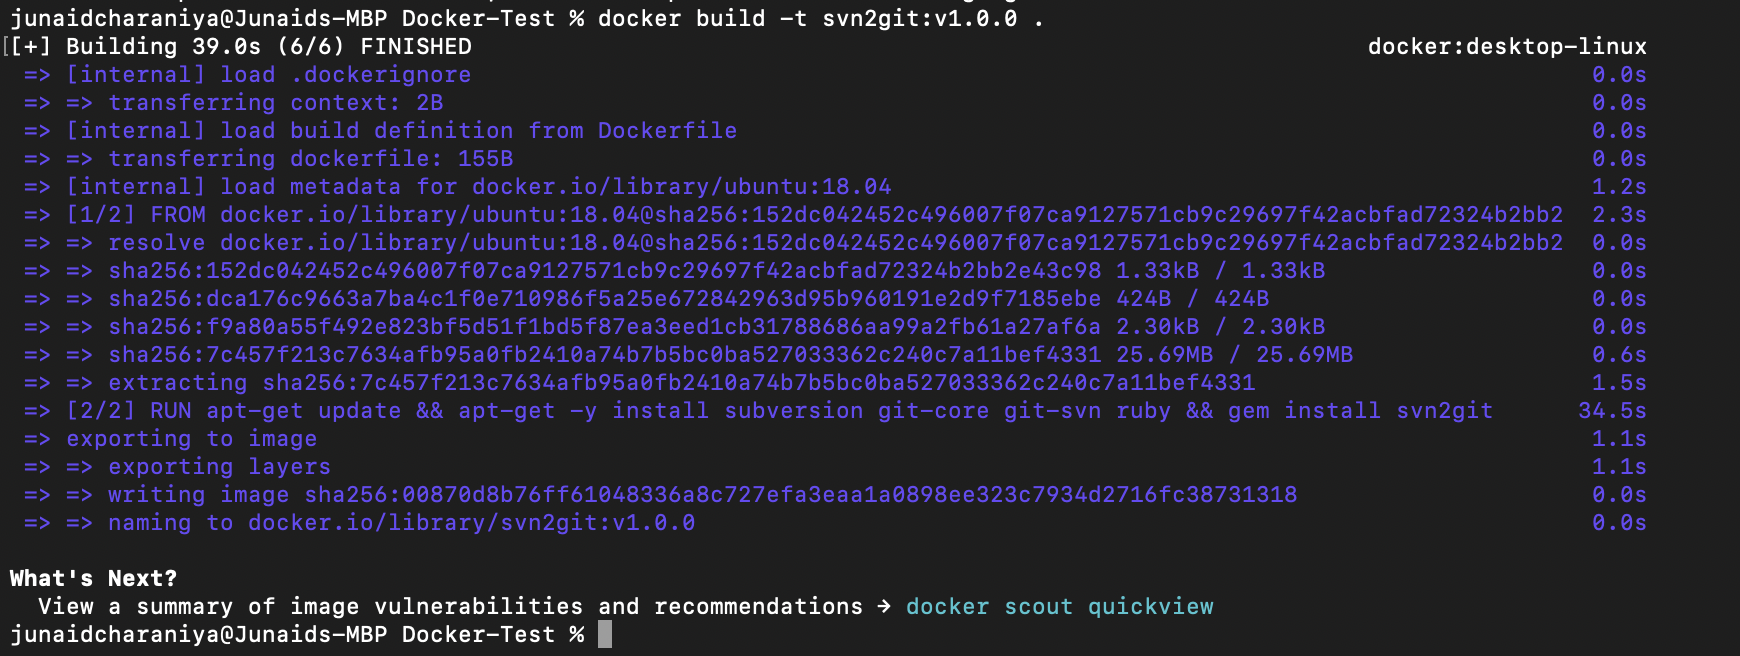 junaidcharaniya@Junaids-MBP Docker-Test % docker build -t svn2git:v1.0.0 .
[[+] Building 39.0s (6/6) FINISHED docker:desktop-linux
=> [internal] load .dockerignore 0.0s
=> => transferring context: 2B 0.0s
=> [internal] load build definition from Dockerfile 0.0s
=> => transferring dockerfile: 155B 0.0s
=> [internal] load metadata for docker.io/library/ubuntu:18.04 1.2s
=> [1/2] FROM docker.io/library/ubuntu:18.04@sha256:152dc042452c496007f07ca9127571cb9c29697f42acbfad72324b2bb2 2.3s
=> => resolve docker.io/library/ubuntu:18.04@sha256:152dc042452c496007f07ca9127571cb9c29697f42acbfad72324b2bb2 0.0s
=> => sha256:152dc042452c496007f07ca9127571cb9c29697f42acbfad72324b2bb2e43c98 1.33kB / 1.33kB 0.0s
=> => sha256:dca176c9663a7ba4c1f0e710986f5a25e672842963d95b960191e2d9f7185ebe 424B / 424B 0.0s
=> => sha256:f9a80a55f492e823bf5d51f1bd5f87ea3eed1cb31788686aa99a2fb61a27af6a 2.30kB / 2.30kB 0.0s
=> => sha256:7c457f213c7634afb95a0fb2410a74b7b5bc0ba527033362c240c7a11bef4331 25.69MB / 25.69MB 0.6s
=> => extracting sha256:7c457f213c7634afb95a0fb2410a74b7b5bc0ba527033362c240c7a11bef4331 1.5s
=> [2/2] RUN apt-get update && apt-get -y install subversion git-core git-svn ruby && gem install svn2git 34.5s
=> exporting to image 1.1s
=> => exporting layers 1.1s
=> => writing image sha256:00870d8b76ff61048336a8c727efa3eaa1a0898ee323c7934d2716fc38731318 0.0s
=> => naming to docker.io/library/svn2git:v1.0.0 0.0s
What's Next?
View a summary of image vulnerabilities and recommendations → docker scout quickview
junaidcharaniya@Junaids-MBP Docker-Test %